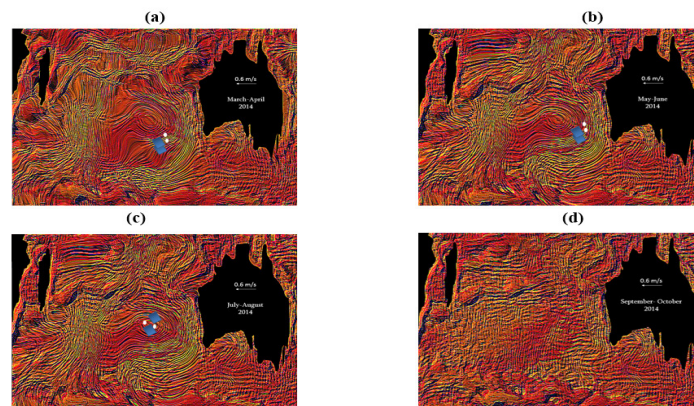 (a)
0.6 m/s
March-April
2014
(b)
0.6 m/s
May-June
2014
(c)
0.6 m/s
July-August
2014
(d)
0.6 m/s
September- October
2014